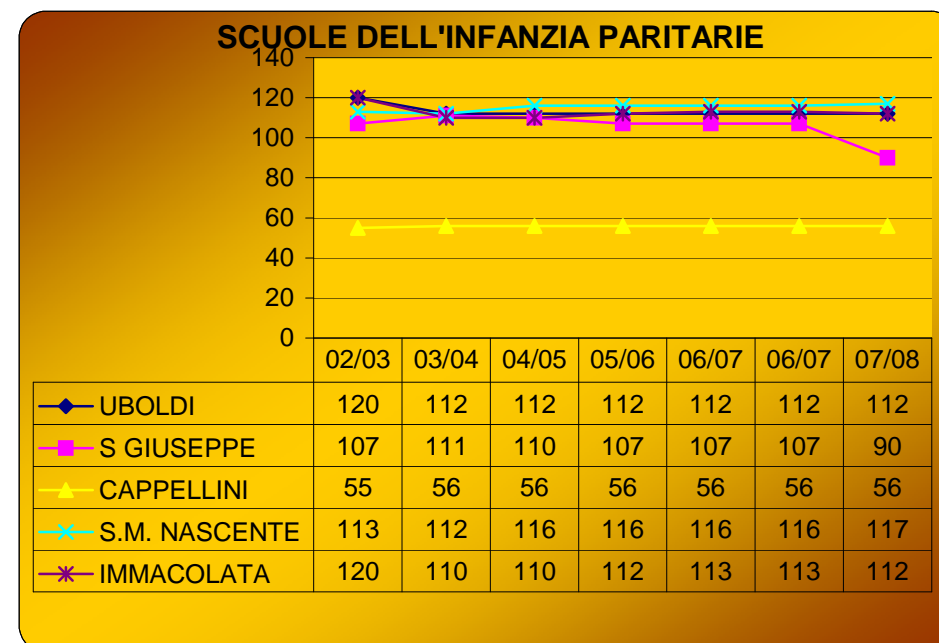 SCUOLE DELL'INFANZIA PARITARIE
140
120
100
80
60
40
20
0
02/03 03/04 04/05 05/06 06/07 06/07 07/08
UBOLDI 120 112 112 112 112 112 112
S GIUSEPPE 107 111 110 107 107 107 90
CAPPELLINI 55 56 56 56 56 56 56
S.M. NASCENTE 113 112 116 116 116 116 117
IMMACOLATA 120 110 110 112 113 113 112